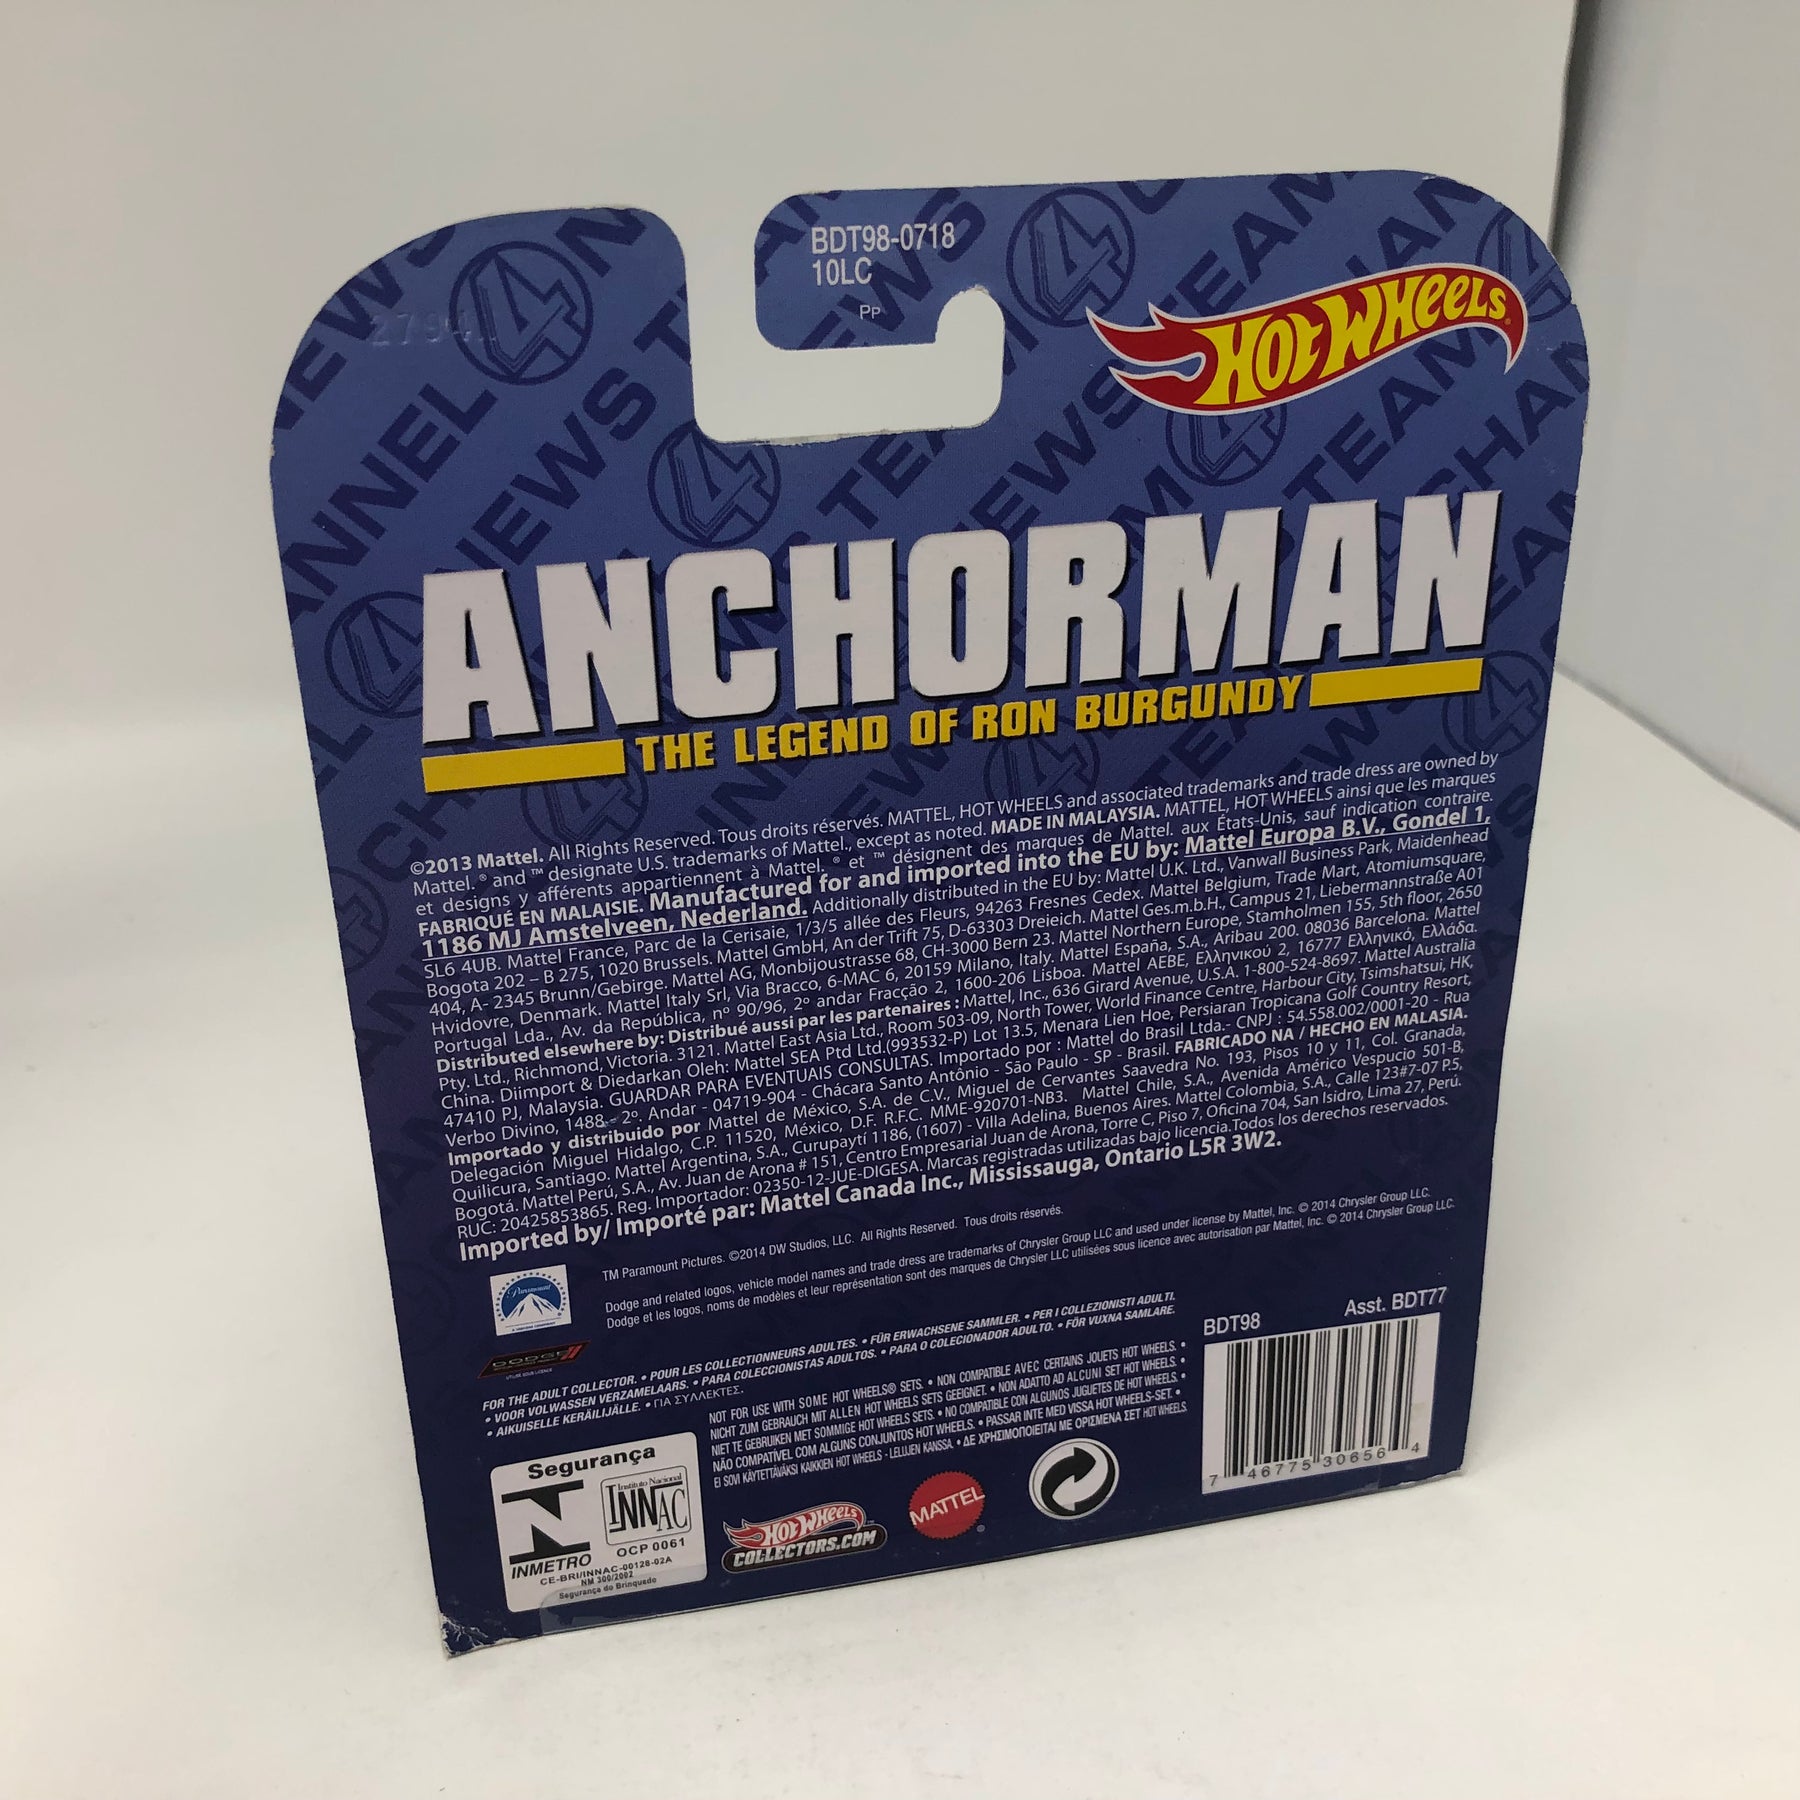 BDT98-0718
10LC
PP
HOT WHEELS
ANCHORMAN
THE LEGEND OF RON BURGUNDY
©2013 Mattel. All Rights Reserved. Tous droits réservés. MATTEL, HOT WHEELS and associated trademarks and trade dress are owned by
Mattel. ® and ™ designate U.S. trademarks of Mattel., except as noted. MADE IN MALAYSIA. MATTEL, HOT WHEELS ainsi que les marques
et designs y afférents appartiennent à Mattel. ® et ™ désignent des marques de Mattel. aux États-Unis, sauf indication contraire.
FABRIQUÉ EN MALAISIE. Manufactured for and imported into the EU by: Mattel Europa B.V., Gondel 1,
1186 MJ Amstelveen, Nederland. Additionally distributed in the EU by: Mattel U.K. Ltd., Vanwall Business Park, Maidenhead
SL6 4UB. Mattel France, Parc de la Cerisaie, 1/3/5 allée des Fleurs, 94263 Fresnes Cedex. Mattel Belgium, Trade Mart, Atomiumsquare,
Bogota 202 – B 275, 1020 Brussels. Mattel GmbH, An der Trift 75, D-63303 Dreieich. Mattel Ges.m.b.H., Campus 21, Liebermannstraße A01
404, A- 2345 Brunn/Gebirge. Mattel AG, Monbijoustrasse 68, CH-3000 Bern 23. Mattel Northern Europe, Stamholmen 155, 5th floor, 2650
Hvidovre, Denmark. Mattel Italy Srl, Via Bracco, 6-MAC 6, 20159 Milano, Italy. Mattel España, S.A., Aribau 200. 08036 Barcelona. Mattel
Portugal Lda., Av. da República, nº 90/96, 2º andar Fracção 2, 1600-206 Lisboa. Mattel AEBE, Ελληνικού 2, 16777 Ελληνικό, Ελλάδα.
Distributed elsewhere by: Distribué aussi par les partenaires : Mattel, Inc., 636 Girard Avenue, U.S.A. 1-800-524-8697. Mattel Australia
Pty. Ltd., Richmond, Victoria. 3121. Mattel East Asia Ltd., Room 503-09, North Tower, World Finance Centre, Harbour City, Tsimshatsui, HK,
China. Diimport & Diedarkan Oleh: Mattel SEA Ptd Ltd.(993532-P) Lot 13.5, Menara Lien Hoe, Persiaran Tropicana Golf Country Resort,
47410 PJ, Malaysia. GUARDAR PARA EVENTUAIS CONSULTAS. Importado por : Mattel do Brasil Ltda.- CNPJ : 54.558.002/0001-20 - Rua
Verbo Divino, 1488 - 2º. Andar - 04719-904 - Chácara Santo Antônio - São Paulo - SP - Brasil. FABRICADO NA / HECHO EN MALASIA.
Importado y distribuido por Mattel de México, S.A. de C.V., Miguel de Cervantes Saavedra No. 193, Pisos 10 y 11, Col. Granada,
Delegación Miguel Hidalgo, C.P. 11520, México, D.F. R.F.C. MME-920701-NB3. Mattel Chile, S.A., Avenida Américo Vespucio 501-B,
Quilicura, Santiago. Mattel Argentina, S.A., Curupaytí 1186, (1607) - Villa Adelina, Buenos Aires. Mattel Colombia, S.A., Calle 123#7-07 P.5,
Bogotá. Mattel Perú, S.A., Av. Juan de Arona # 151, Centro Empresarial Juan de Arona, Torre C, Piso 7, Oficina 704, San Isidro, Lima 27, Perú.
RUC: 20425853865. Reg. Importador: 02350-12-JUE-DIGESA. Marcas registradas utilizadas bajo licencia.Todos los derechos reservados.
Imported by/ Importé par: Mattel Canada Inc., Mississauga, Ontario L5R 3W2.
TM Paramount Pictures. ©2014 DW Studios, LLC. All Rights Reserved. Tous droits réservés.
Dodge and related logos, vehicle model names and trade dress are trademarks of Chrysler Group LLC and used under license by Mattel, Inc. © 2014 Chrysler Group LLC.
Dodge et les logos, noms de modèles et leur représentation sont des marques de Chrysler LLC utilisées sous licence avec autorisation par Mattel, Inc. © 2014 Chrysler Group LLC.
Paramount
DODGE
FOR THE ADULT COLLECTOR. • POUR LES COLLECTIONNEURS ADULTES. • FÜR ERWACHSENE SAMMLER. • PER I COLLEZIONISTI ADULTI.
• VOOR VOLWASSEN VERZAMELAARS. • PARA COLECCIONISTAS ADULTOS. • PARA O COLECIONADOR ADULTO. • FÖR VUXNA SAMLARE.
• AIKUISELLE KERÄILIJÄLLE. • ΓΙΑ ΣΥΛΛΕΚΤΕΣ.
NOT FOR USE WITH SOME HOT WHEELS® SETS. • NON COMPATIBLE AVEC CERTAINS JOUETS HOT WHEELS. •
NICHT ZUM GEBRAUCH MIT ALLEN HOT WHEELS SETS GEEIGNET. • NON ADATTO AD ALCUNI SET HOT WHEELS. •
NIET TE GEBRUIKEN MET SOMMIGE HOT WHEELS SETS. • NO COMPATIBLE CON ALGUNOS JUGUETES DE HOT WHEELS. •
NÃO COMPATÍVEL COM ALGUNS CONJUNTOS HOT WHEELS. • PASSAR INTE MED VISSA HOT WHEELS-SET. •
EI SOVI KÄYTETTÄVÄKSI KAIKKIEN HOT WHEELS - LELUJEN KANSSA. • ΔΕ ΧΡΗΣΙΜΟΠΟΙΕΙΤΑΙ ΜΕ ΟΡΙΣΜΕΝΑ ΣΕΤ HOT WHEELS.
BDT98
Asst. BDT77
7 46775 30656 4
Segurança
Instituto Nacional
INNAC
INMETRO
OCP 0061
CE-BRI/INNAC-00128-02A
NM 300/2002
Segurança do Brinquedo
HOT WHEELS
COLLECTORS.COM
MATTEL